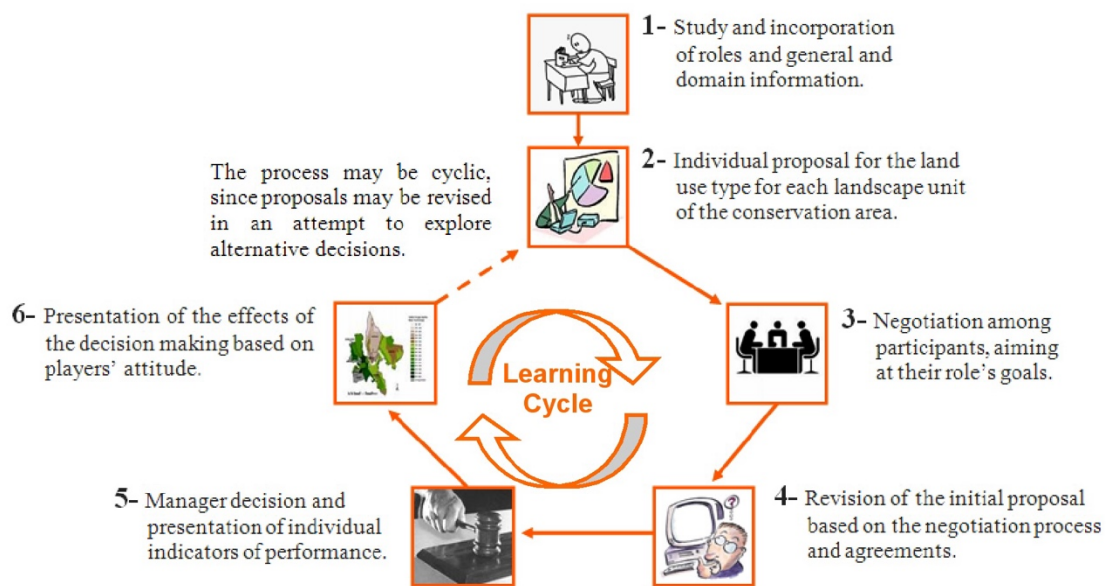 1- Study and incorporation
of roles and general and
domain information.
The process may be cyclic,
since proposals may be revised
in an attempt to explore
alternative decisions.
2- Individual proposal for the land
use type for each landscape unit
of the conservation area.
6- Presentation of the effects of
the decision making based on
players’ attitude.
Learning
Cycle
3- Negotiation among
participants, aiming
at their role’s goals.
5- Manager decision and
presentation of individual
indicators of performance.
4- Revision of the initial proposal
based on the negotiation process
and agreements.
?